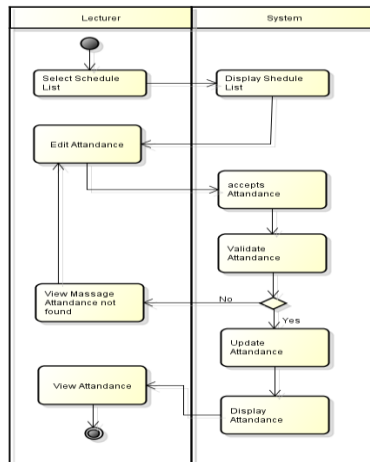 Lecturer
System
Select Schedule
List
Display Shedule
List
Edit Attandance
accepts
Attandance
Validate
Attandance
No
View Massage
Attandance not
found
Yes
Update
Attandance
View Attandance
Display
Attandance